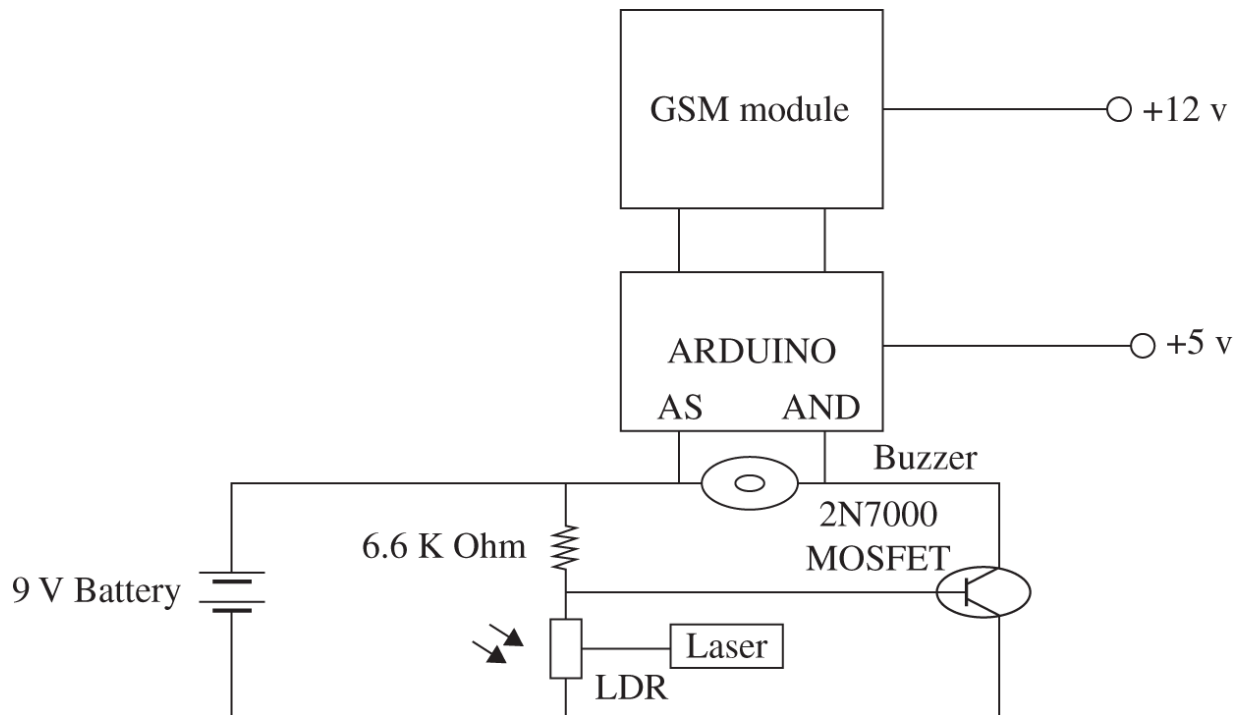 GSM module
+12 v
ARDUINO
+5 v
AS AND
Buzzer
2N7000
MOSFET
6.6 K Ohm
9 V Battery
Laser
LDR